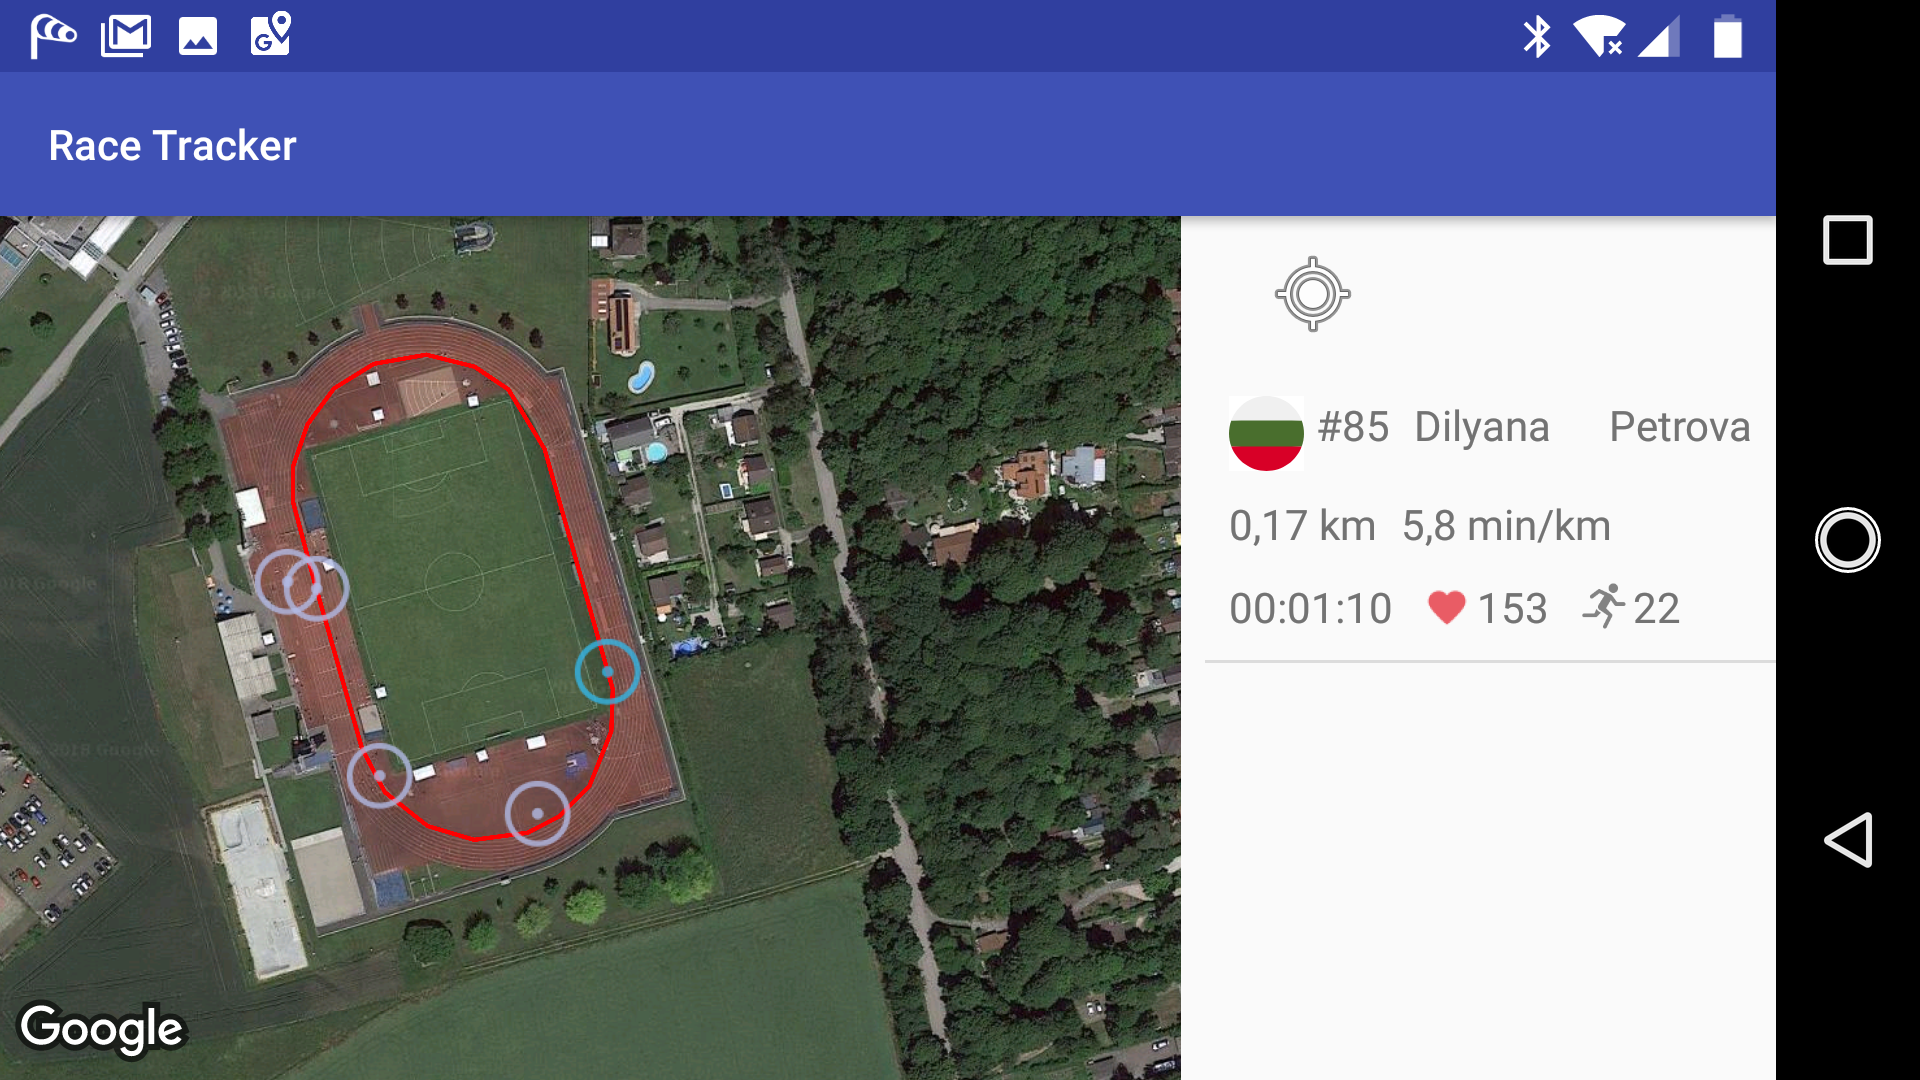 Race Tracker
#85 Dilyana Petrova
0,17 km 5,8 min/km
00:01:10 153 22
Google